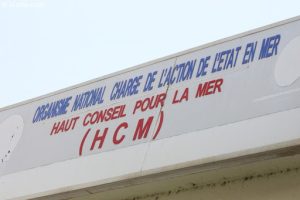 ORGANISME NATIONAL CHARGE DE L'ACTION DE L'ETAT EN MER
HAUT CONSEIL POUR LA MER
(HCM)